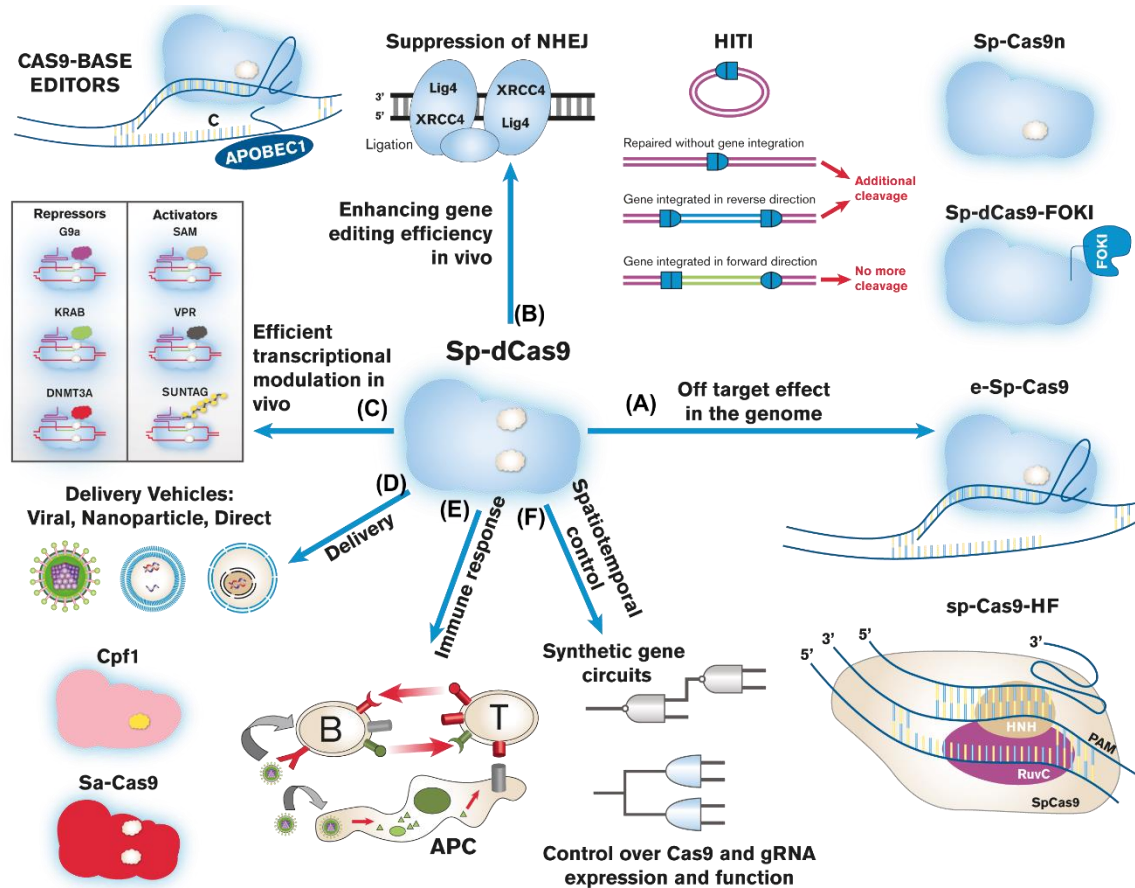 CAS9-BASE
EDITORS
C
APOBEC1
Suppression of NHEJ
Lig4
XRCC4
3'
5'
XRCC4
Lig4
Ligation
HITI
Repaired without gene integration
Additional
cleavage
Gene integrated in reverse direction
Gene integrated in forward direction
No more
cleavage
Sp-Cas9n
Sp-dCas9-FOKI
FOKI
Repressors
Activators
G9a
SAM
KRAB
VPR
DNMT3A
SUNTAG
Enhancing gene
editing efficiency
in vivo
(B)
Efficient
transcriptional
modulation in
vivo
(C)
Sp-dCas9
(A)
Off target effect
in the genome
e-Sp-Cas9
Delivery Vehicles:
Viral, Nanoparticle, Direct
(D)
Delivery
(E)
Immune response
(F)
Spatiotemporal
control
Cpf1
Sa-Cas9
B
T
APC
Synthetic gene
circuits
Control over Cas9 and gRNA
expression and function
sp-Cas9-HF
5'
3'
5'
3'
HNH
PAM
RuvC
SpCas9